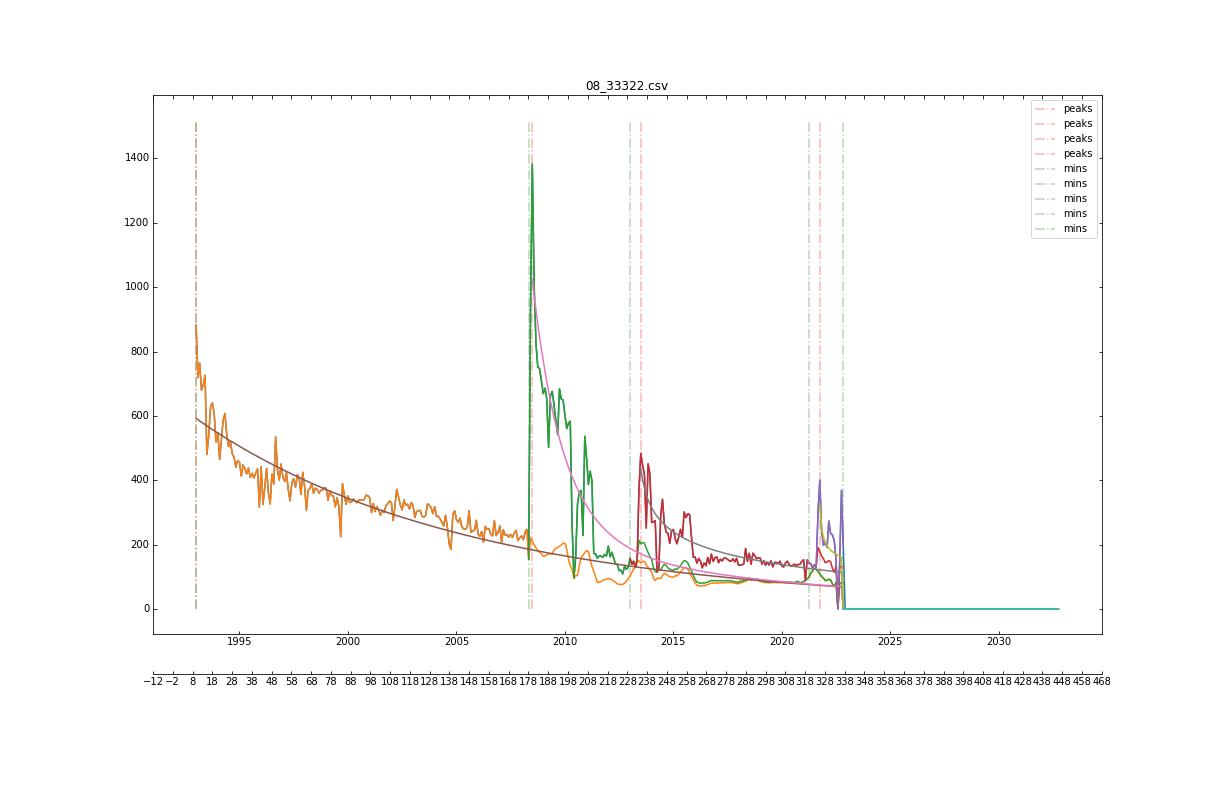 08_33322.csv
peaks
peaks
peaks
peaks
mins
mins
mins
mins
mins
1400
1200
1000
800
600
400
200
0
1995 2000 2005 2010 2015 2020 2025 2030
−12 −2 8 18 28 38 48 58 68 78 88 98 108 118 128 138 148 158 168 178 188 198 208 218 228 238 248 258 268 278 288 298 308 318 328 338 348 358 368 378 388 398 408 418 428 438 448 458 468